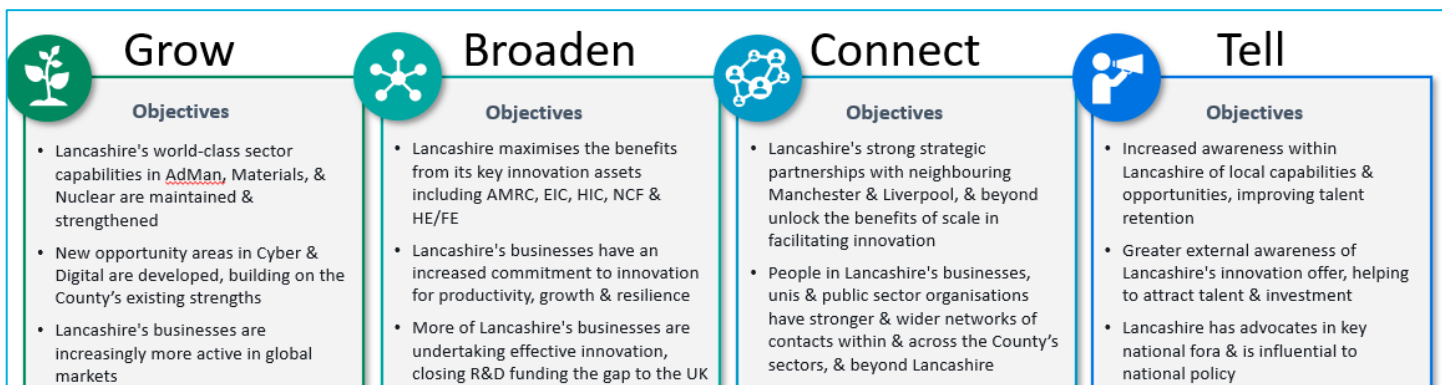 Grow
Objectives
• Lancashire's world-class sector
capabilities in AdMan, Materials, &
Nuclear are maintained &
strengthened
• New opportunity areas in Cyber &
Digital are developed, building on the
County’s existing strengths
• Lancashire's businesses are
increasingly more active in global
markets
Broaden
Objectives
• Lancashire maximises the benefits
from its key innovation assets
including AMRC, EIC, HIC, NCF &
HE/FE
• Lancashire's businesses have an
increased commitment to innovation
for productivity, growth & resilience
• More of Lancashire's businesses are
undertaking effective innovation,
closing R&D funding the gap to the UK
Connect
Objectives
• Lancashire's strong strategic
partnerships with neighbouring
Manchester & Liverpool, & beyond
unlock the benefits of scale in
facilitating innovation
• People in Lancashire's businesses,
unis & public sector organisations
have stronger & wider networks of
contacts within & across the County’s
sectors, & beyond Lancashire
Tell
Objectives
• Increased awareness within
Lancashire of local capabilities &
opportunities, improving talent
retention
• Greater external awareness of
Lancashire's innovation offer, helping
to attract talent & investment
• Lancashire has advocates in key
national fora & is influential to
national policy